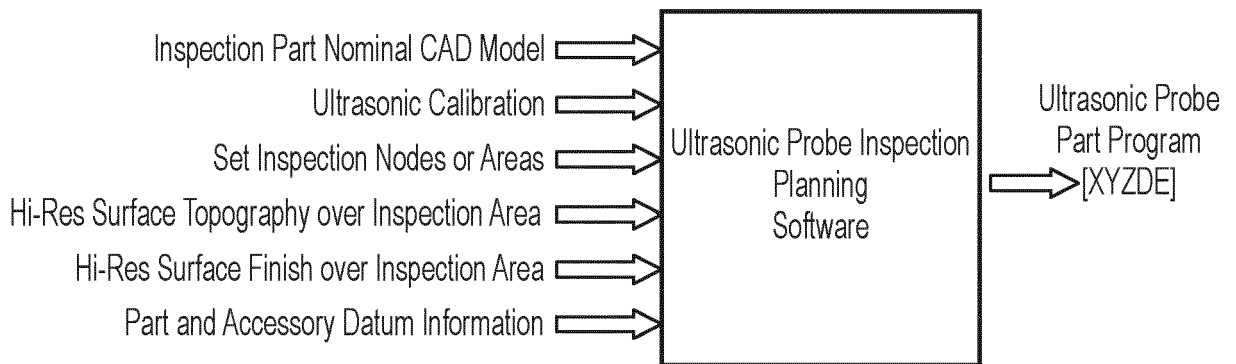 Inspection Part Nominal CAD Model
Ultrasonic Calibration
Set Inspection Nodes or Areas
Hi-Res Surface Topography over Inspection Area
Hi-Res Surface Finish over Inspection Area
Part and Accessory Datum Information
Ultrasonic Probe Inspection
Planning
Software
Ultrasonic Probe
Part Program
[XYZDE]